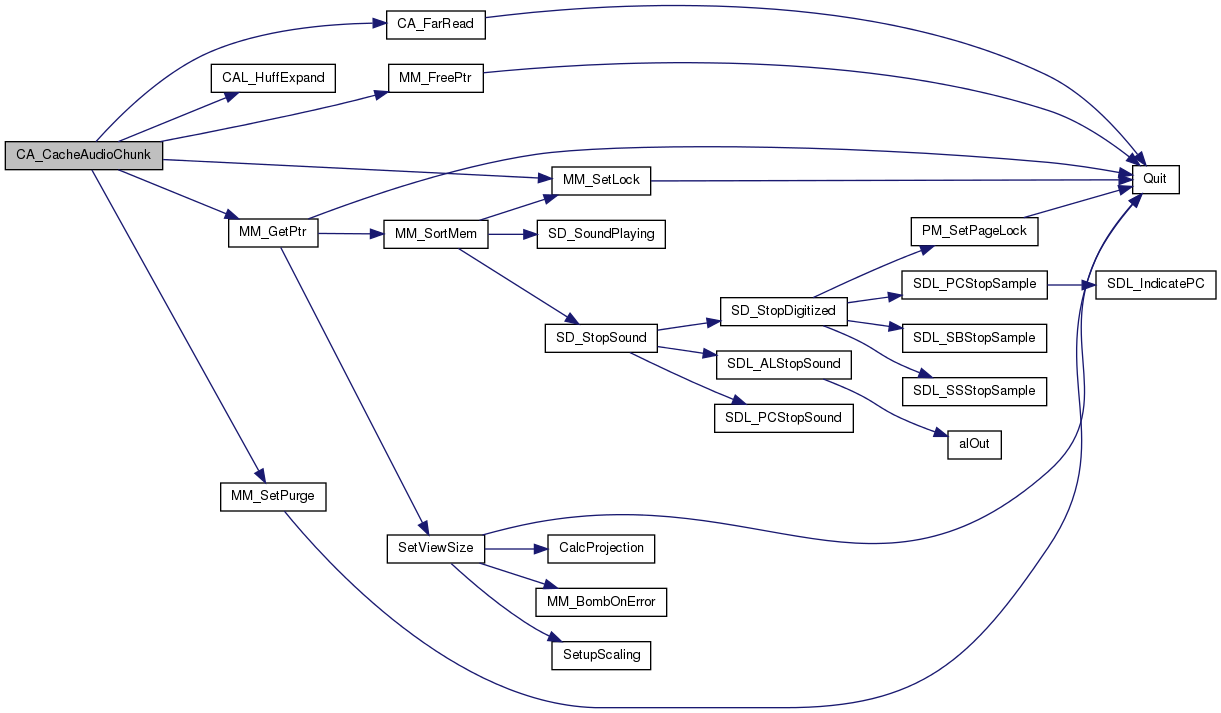 CA_FarRead
CAL_HuffExpand
MM_FreePtr
CA_CacheAudioChunk
MM_SetLock
Quit
MM_GetPtr
MM_SortMem
SD_SoundPlaying
PM_SetPageLock
SDL_PCStopSample
SDL_IndicatePC
SD_StopDigitized
SD_StopSound
SDL_SBStopSample
SDL_ALStopSound
SDL_SSStopSample
SDL_PCStopSound
alOut
MM_SetPurge
SetViewSize
CalcProjection
MM_BombOnError
SetupScaling